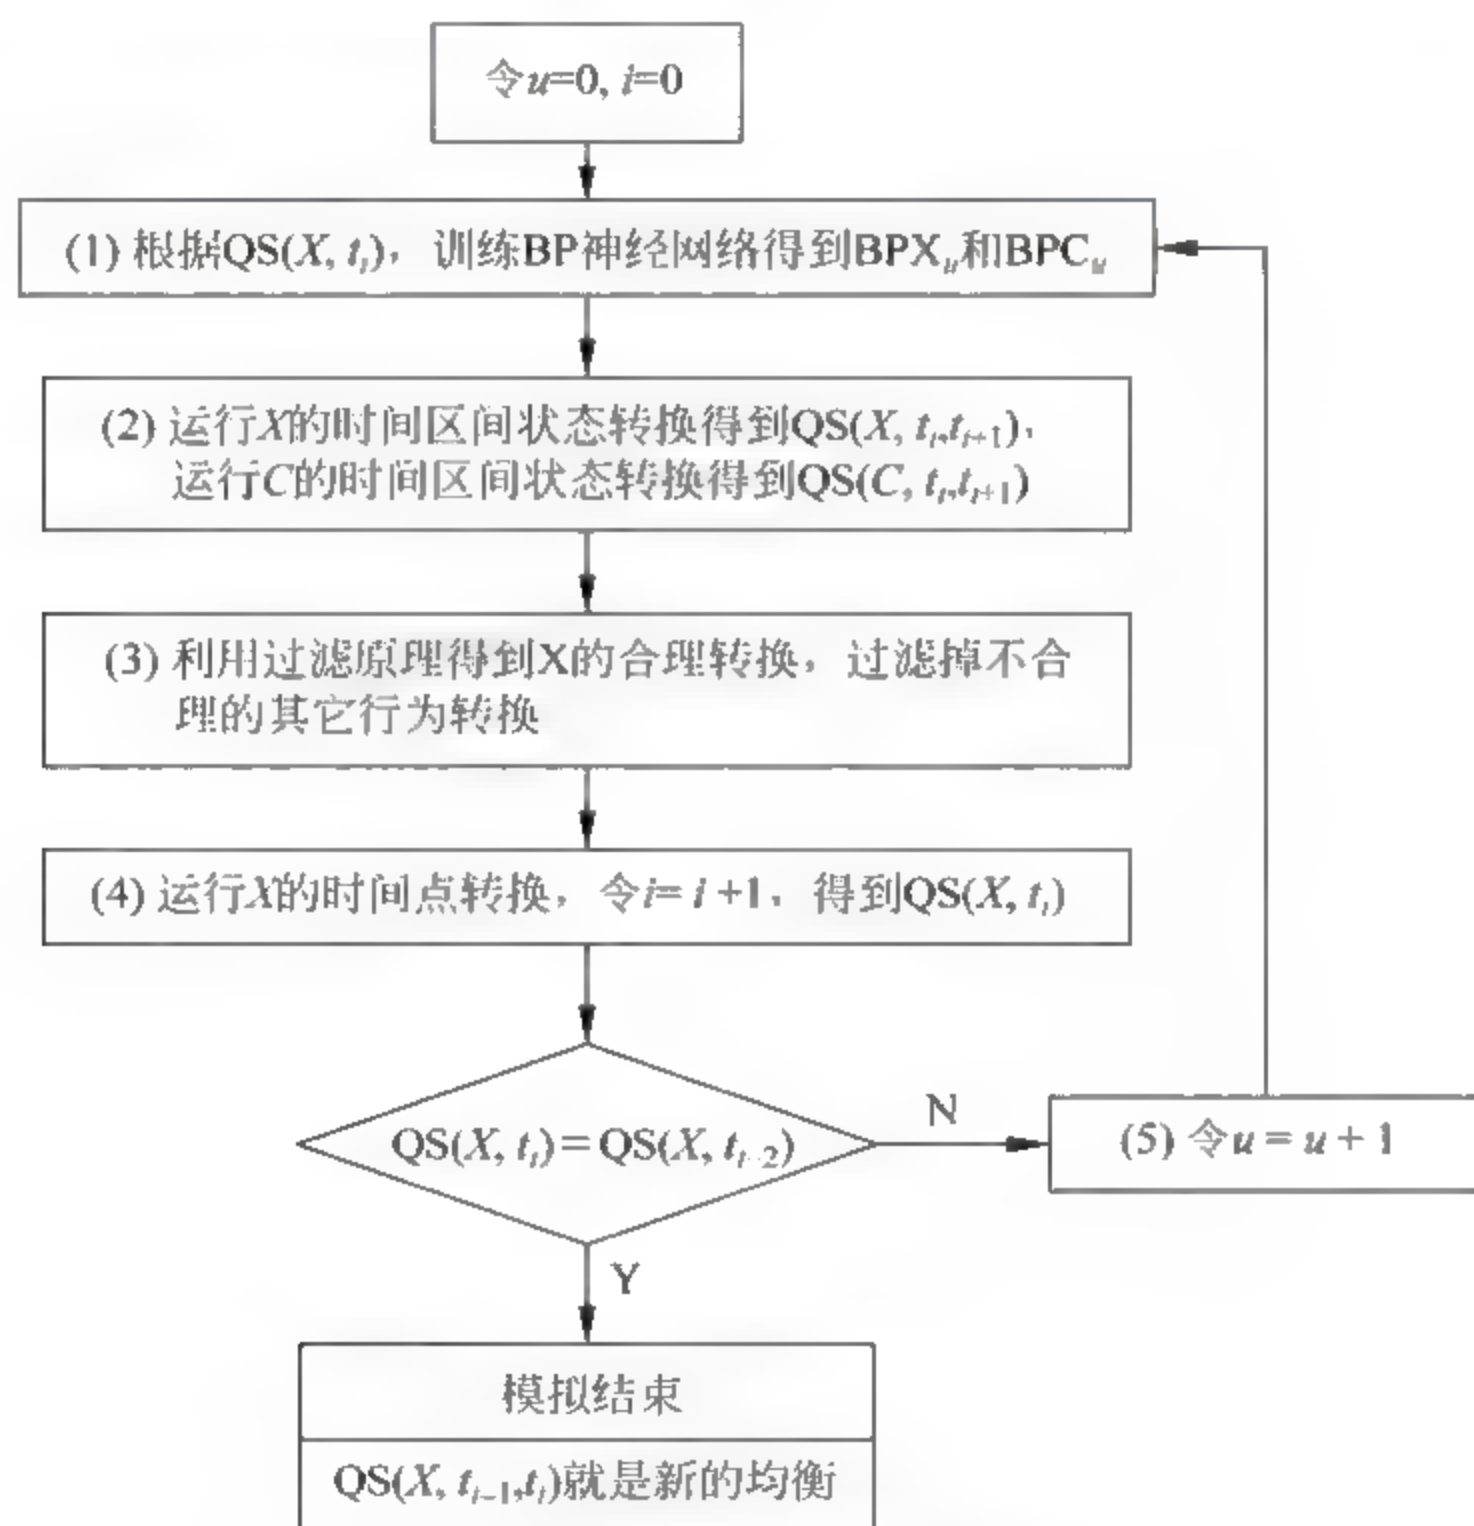 令u=0, i=0
(1) 根据QS(X, tᵢ)，训练BP神经网络得到BPXᵤ和BPCᵤ
(2) 运行X的时间区间状态转换得到QS(X, tᵢ,tᵢ₊₁)，
运行C的时间区间状态转换得到QS(C, tᵢ,tᵢ₊₁)
(3) 利用过滤原理得到X的合理转换，过滤掉不合
理的其它行为转换
(4) 运行X的时间点转换，令i= i +1，得到QS(X, tᵢ)
QS(X, tᵢ)=QS(X, tᵢ₋₂)
N
(5) 令u = u + 1
Y
模拟结束
QS(X, tᵢ₋₁,tᵢ)就是新的均衡